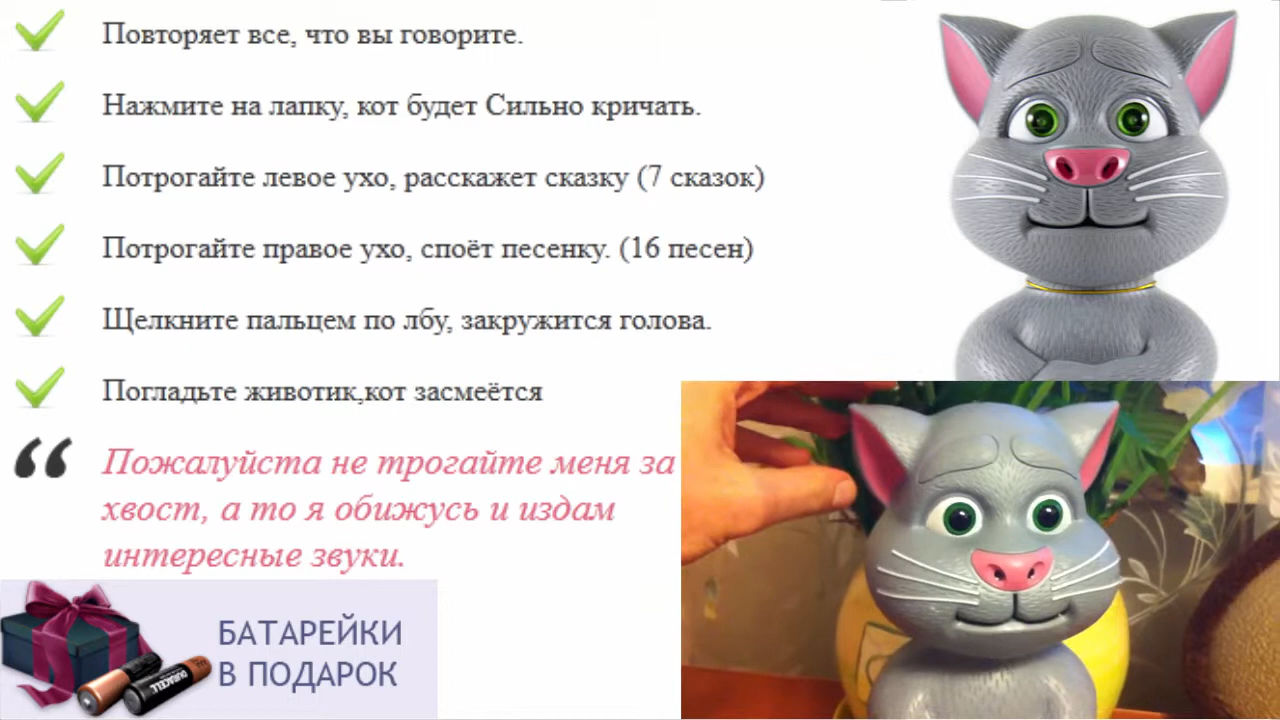 Повторяет все, что вы говорите.
Нажмите на лапку, кот будет Сильно кричать.
Потрогайте левое ухо, расскажет сказку (7 сказок)
Потрогайте правое ухо, споёт песенку. (16 песен)
Щелкните пальцем по лбу, закружится голова.
Погладьте животик,кот засмеётся
“ Пожалуйста не трогайте меня за
хвост, а то я обижусь и издам
интересные звуки.
БАТАРЕЙКИ
В ПОДАРОК
DURACELL